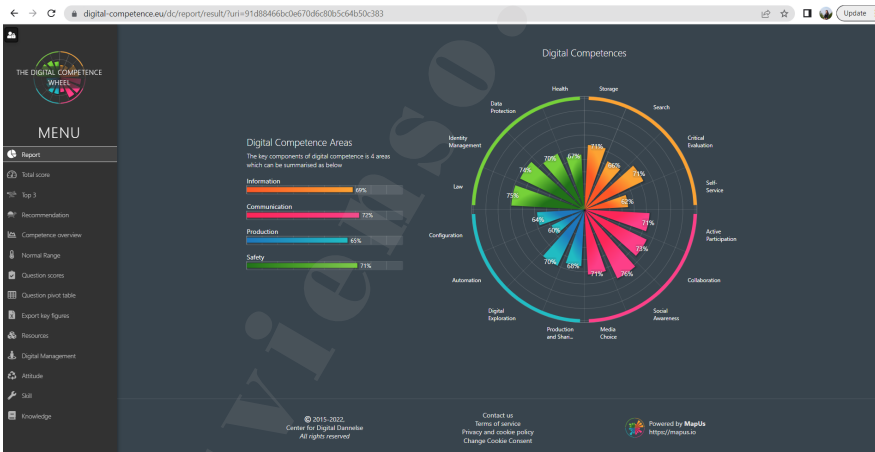 digital-competence.eu/dc/report/result/?uri=91d88466bc0e670d6c80b5c64b50c383
Update
THE DIGITAL COMPETENCE
WHEEL
MENU
Report
Total score
Top 3
Recommendation
Competence overview
Normal Range
Question scores
Question pivot table
Export key figures
Resources
Digital Management
Attitude
Skill
Knowledge
Digital Competence Areas
The key components of digital competence is 4 areas
which can be summarised as below
Information
69%
Communication
72%
Production
65%
Safety
71%
Digital Competences
Health
Storage
Search
Critical
Evaluation
Self-
Service
Active
Participation
Collaboration
Social
Awareness
Media
Choice
Production
and Shari...
Digital
Exploration
Automation
Configuration
Law
Identity
Management
Data
Protection
71%
66%
71%
62%
71%
73%
76%
71%
68%
70%
60%
64%
75%
74%
70%
67%
© 2015-2022,
Center for Digital Dannelse
All rights reserved
Contact us
Terms of service
Privacy and cookie policy
Change Cookie Consent
Powered by MapUs
https://mapus.io